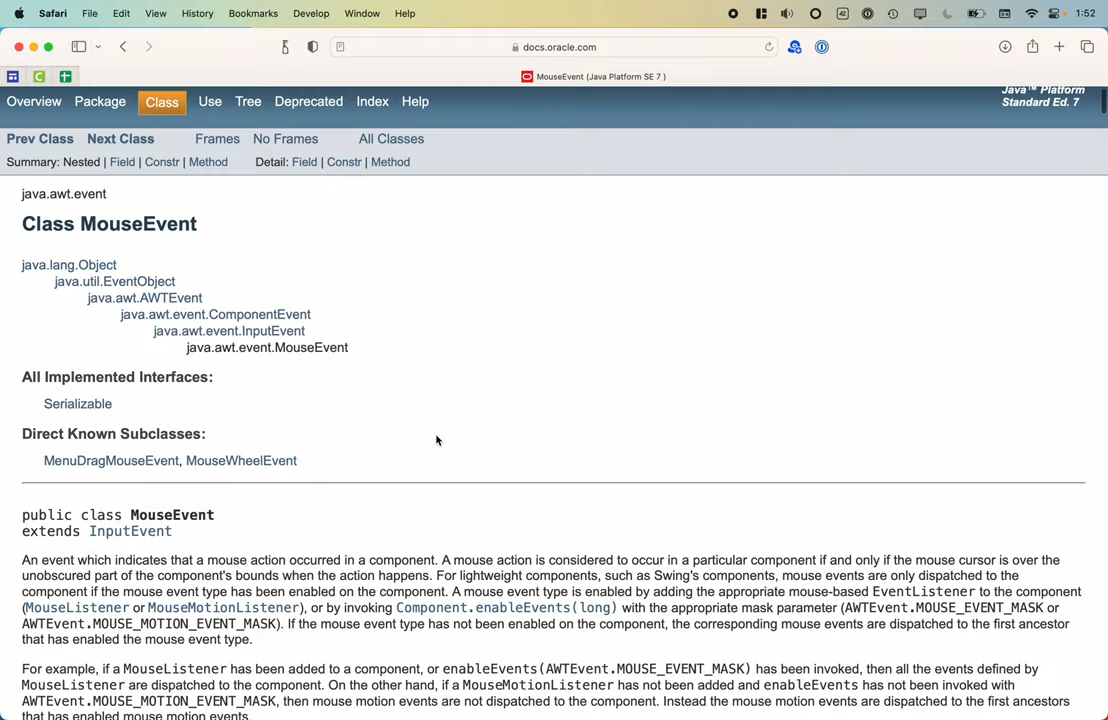 Safari File Edit View History Bookmarks Develop Window Help 1:52
docs.oracle.com
MouseEvent (Java Platform SE 7 )
Overview Package Class Use Tree Deprecated Index Help
Java™ Platform
Standard Ed. 7
Prev Class Next Class Frames No Frames All Classes
Summary: Nested | Field | Constr | Method Detail: Field | Constr | Method
java.awt.event
Class MouseEvent
java.lang.Object
java.util.EventObject
java.awt.AWTEvent
java.awt.event.ComponentEvent
java.awt.event.InputEvent
java.awt.event.MouseEvent
All Implemented Interfaces:
Serializable
Direct Known Subclasses:
MenuDragMouseEvent, MouseWheelEvent
public class MouseEvent
extends InputEvent
An event which indicates that a mouse action occurred in a component. A mouse action is considered to occur in a particular component if and only if the mouse cursor is over the
unobscured part of the component's bounds when the action happens. For lightweight components, such as Swing's components, mouse events are only dispatched to the
component if the mouse event type has been enabled on the component. A mouse event type is enabled by adding the appropriate mouse-based EventListener to the component
(MouseListener or MouseMotionListener), or by invoking Component.enableEvents(long) with the appropriate mask parameter (AWTEvent.MOUSE_EVENT_MASK or
AWTEvent.MOUSE_MOTION_EVENT_MASK). If the mouse event type has not been enabled on the component, the corresponding mouse events are dispatched to the first ancestor
that has enabled the mouse event type.
For example, if a MouseListener has been added to a component, or enableEvents(AWTEvent.MOUSE_EVENT_MASK) has been invoked, then all the events defined by
MouseListener are dispatched to the component. On the other hand, if a MouseMotionListener has not been added and enableEvents has not been invoked with
AWTEvent.MOUSE_MOTION_EVENT_MASK, then mouse motion events are not dispatched to the component. Instead the mouse motion events are dispatched to the first ancestors
that has enabled mouse motion events.